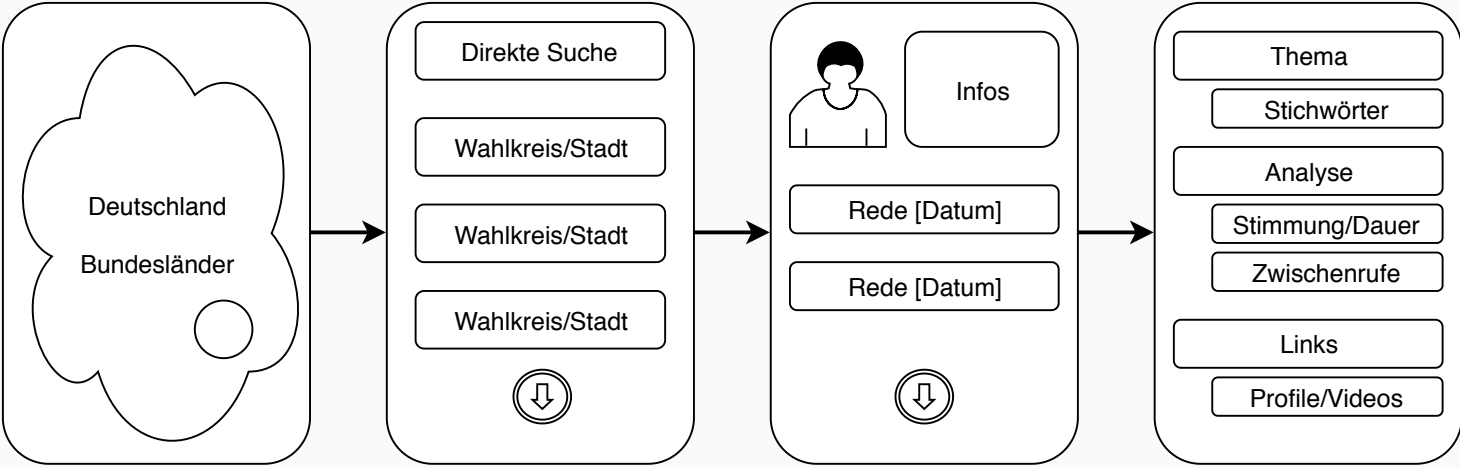 Deutschland
Bundesländer
Direkte Suche
Wahlkreis/Stadt
Wahlkreis/Stadt
Wahlkreis/Stadt
Infos
Rede [Datum]
Rede [Datum]
Thema
Stichwörter
Analyse
Stimmung/Dauer
Zwischenrufe
Links
Profile/Videos